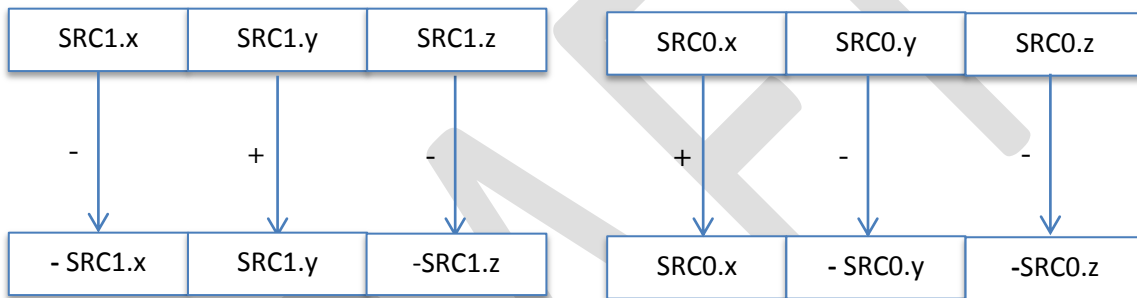 SRC1.x SRC1.y SRC1.z SRC0.x SRC0.y SRC0.z
- + - + - -
- SRC1.x SRC1.y -SRC1.z SRC0.x - SRC0.y -SRC0.z